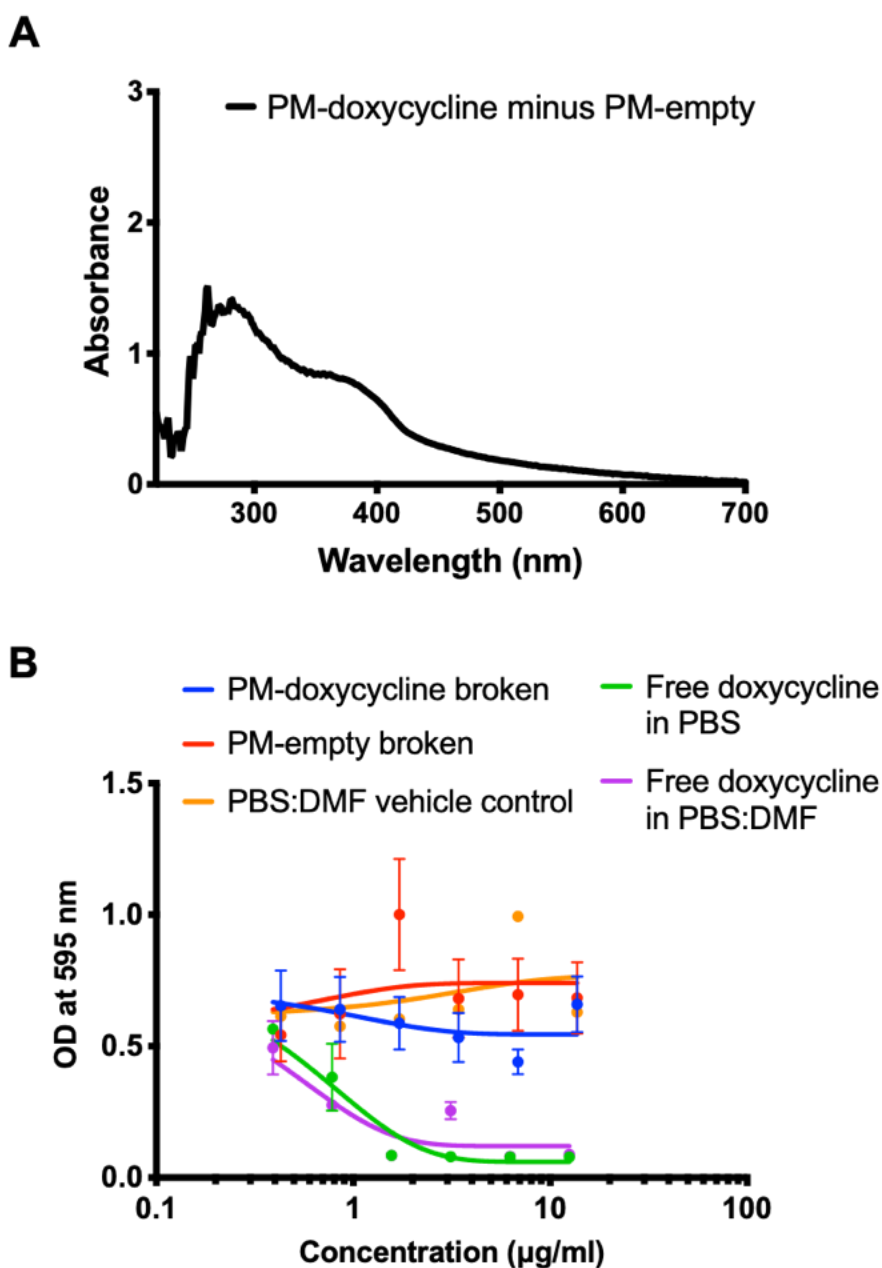 A
3
PM-doxycycline minus PM-empty
2
Absorbance
1
0
300 400 500 600 700
Wavelength (nm)
B
PM-doxycycline broken
PM-empty broken
PBS:DMF vehicle control
Free doxycycline
in PBS
Free doxycycline
in PBS:DMF
1.5
1.0
OD at 595 nm
0.5
0.0
0.1 1 10 100
Concentration (µg/ml)